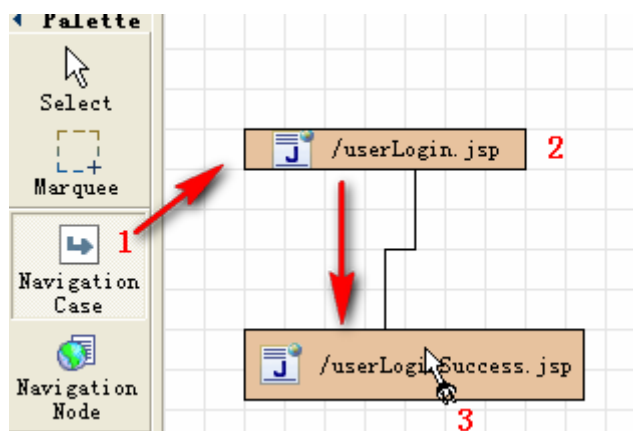 Palette
Select
Marquee
1
Navigation
Case
Navigation
Node
/userLogin.jsp
2
/userLoginSuccess.jsp
3